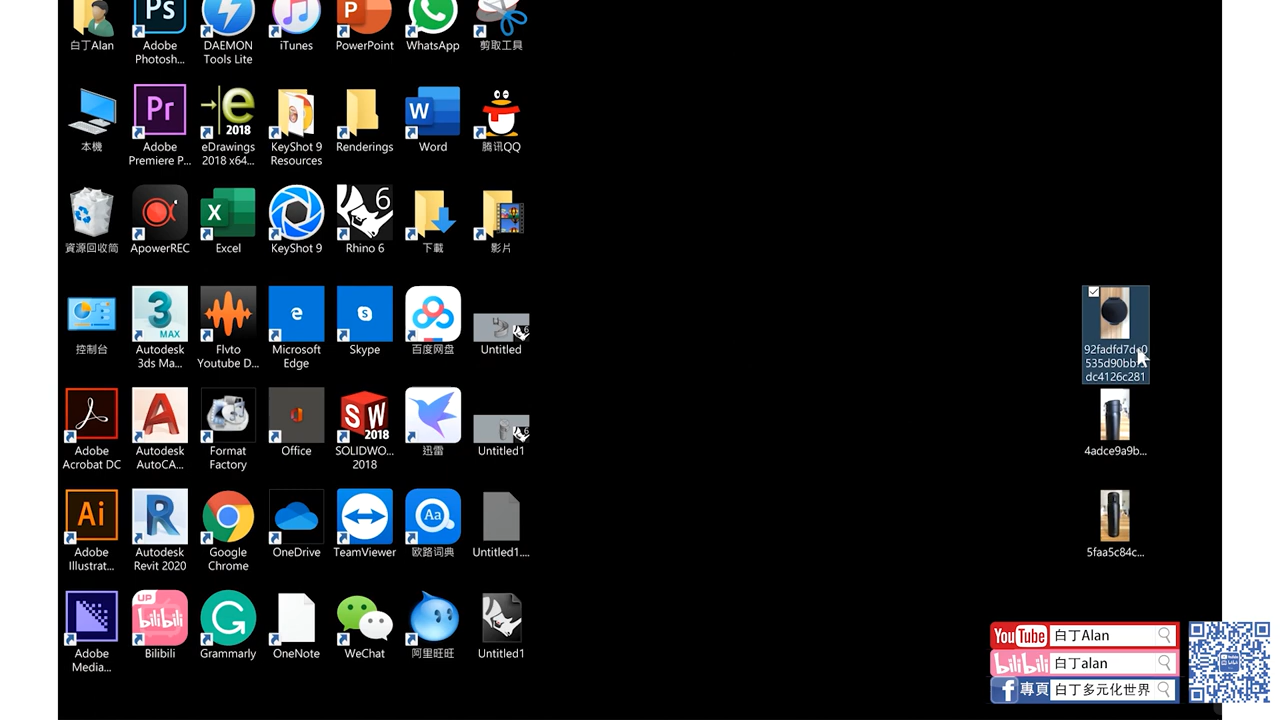 白丁Alan
Adobe
Photosh...
DAEMON
Tools Lite
iTunes
PowerPoint
WhatsApp
剪取工具
本機
Adobe
Premiere P...
eDrawings
2018 x64...
KeyShot 9
Resources
Renderings
Word
腾讯QQ
資源回收筒
ApowerREC
Excel
KeyShot 9
Rhino 6
下載
影片
控制台
Autodesk
3ds Ma...
Flvto
Youtube D...
Microsoft
Edge
Skype
百度网盘
Untitled
Adobe
Acrobat DC
Autodesk
AutoCA...
Format
Factory
Office
SOLIDWO...
2018
迅雷
Untitled1
Adobe
Illustrat...
Autodesk
Revit 2020
Google
Chrome
OneDrive
TeamViewer
欧路词典
Untitled1....
Adobe
Media...
Bilibili
Grammarly
OneNote
WeChat
阿里旺旺
Untitled1
dc4126c281
4adce9a9b...
5faa5c84c...
YouTube 白丁Alan
bilibili 白丁alan
f 專頁 白丁多元化世界